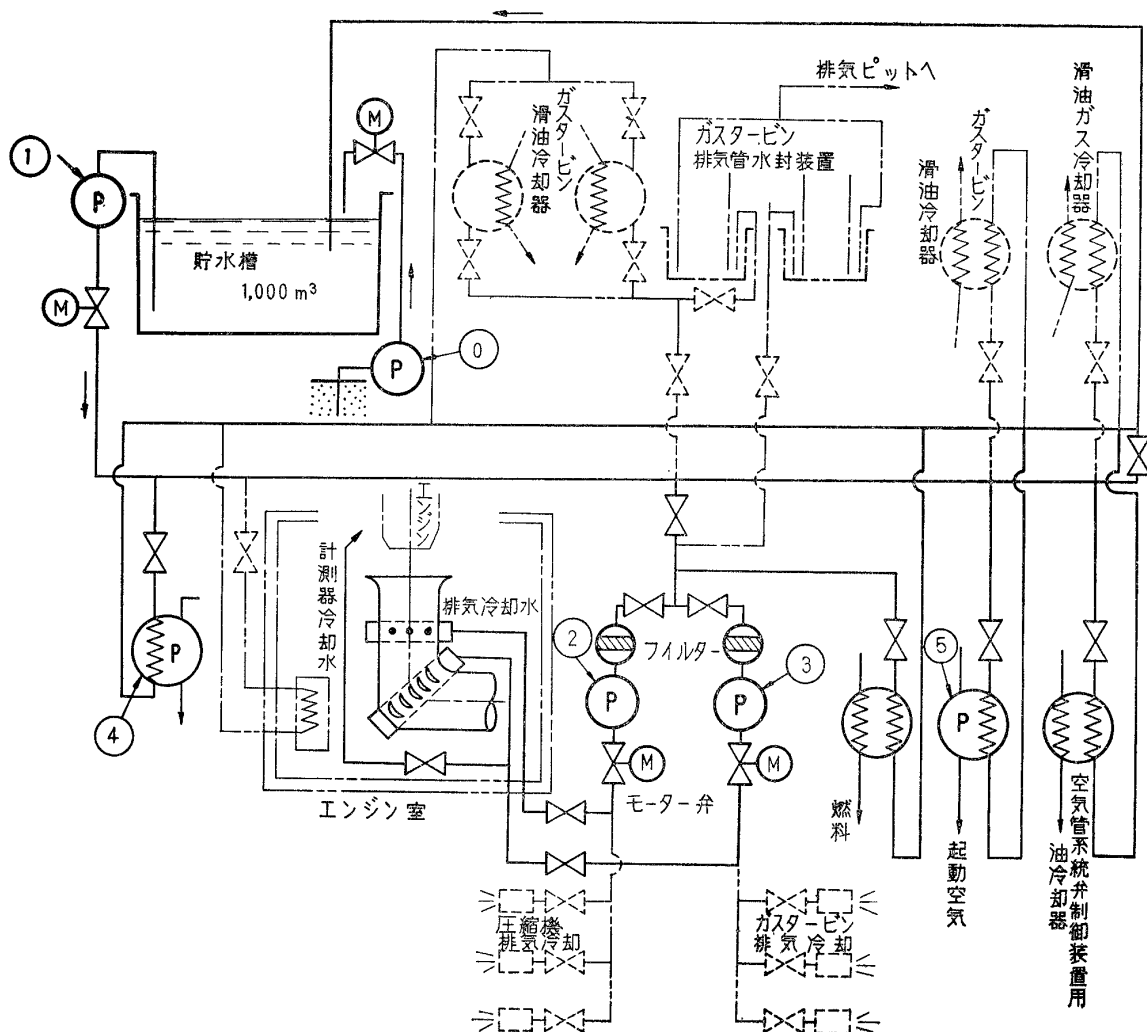 排気ピットへ
滑油ガス冷却器
ガスタービン
滑油冷却器
ガスタービン
排気管水封装置
ガスタービン
滑油冷却器
M
1
P
貯水槽
1,000 m³
M
P
0
エンジン
計測器冷却水
排気冷却水
2
フイルター
3
5
P
4
P
P
P
M
M
エンジン室
モーター弁
燃料
起動空気
油冷却器
空気管系統弁制御装置用
圧縮機
排気冷却
ガスタービン
排気冷却